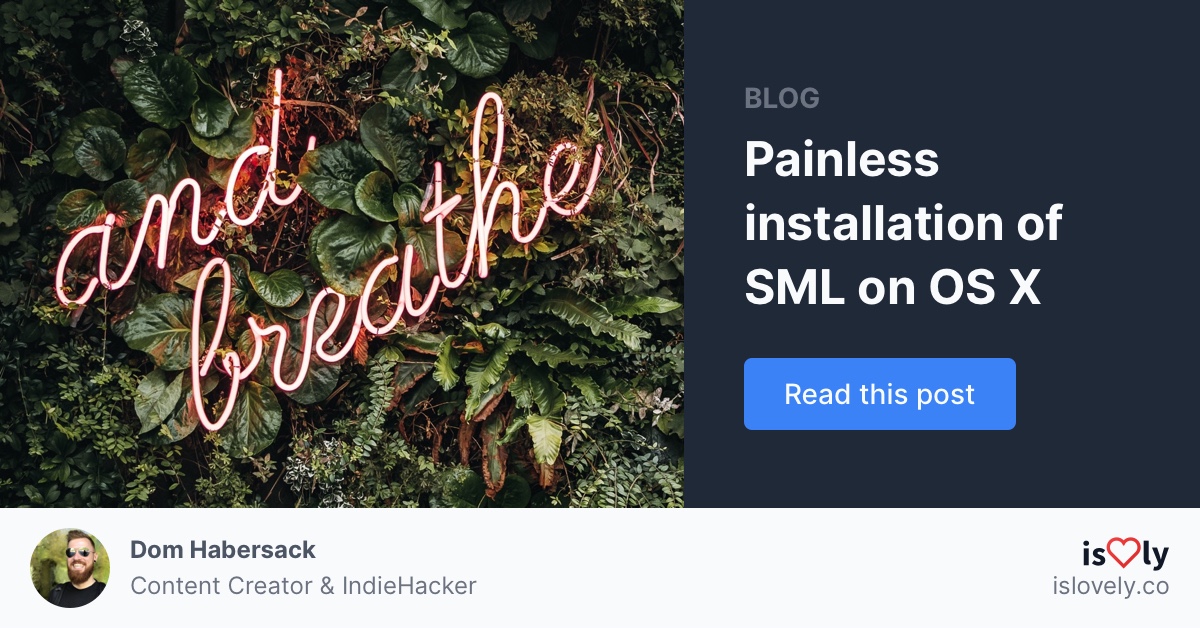 and
breathe
BLOG
Painless
installation of
SML on OS X
Read this post
Dom Habersack
Content Creator & IndieHacker
is♡ly
islovely.co